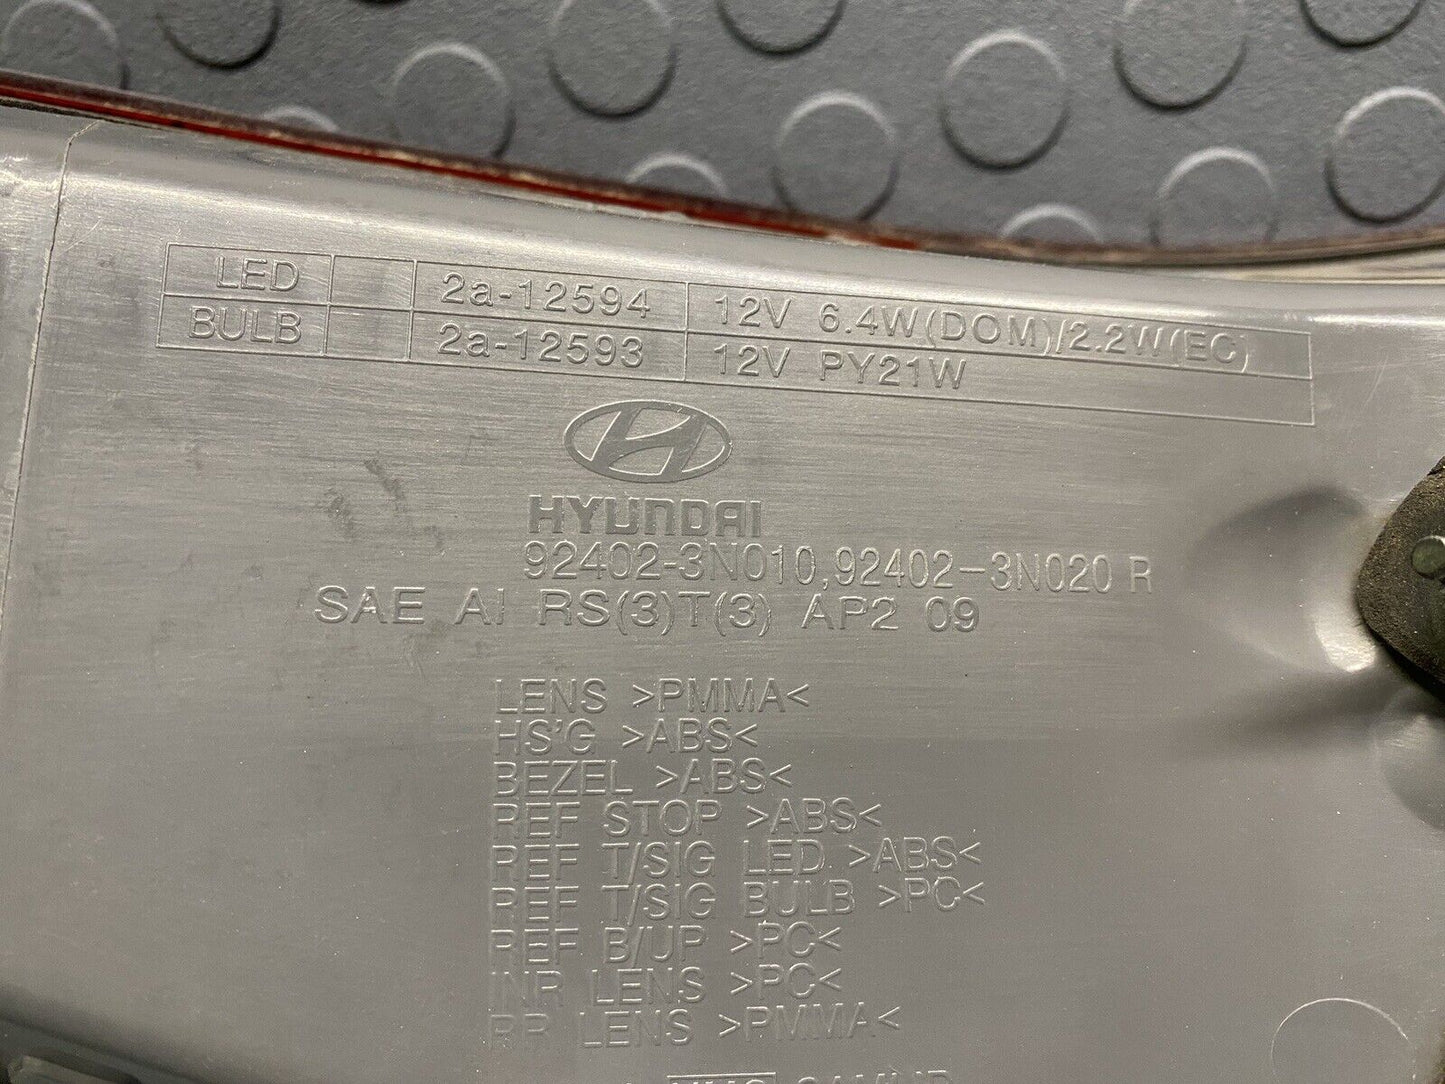 LED 2a-12594 12V 6.4W(DOM)/2.2W(EC)
BULB 2a-12593 12V PY21W
HYUNDAI
92402-3N010,92402-3N020 R
SAE AI RS(3)T(3) AP2 09
LENS >PMMA<
HS'G >ABS<
BEZEL >ABS<
REF STOP >ABS<
REF T/SIG LED >ABS<
REF T/SIG BULB >PC<
REF B/UP >PC<
INR LENS >PC<
RR LENS >PMMA<